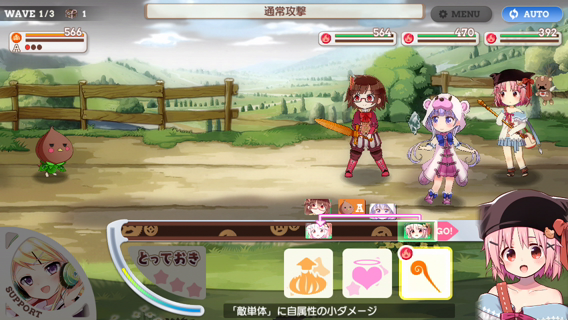 WAVE 1/3 1
通常攻撃
MENU
AUTO
566
A
564
470
392
A
GO!
とっておき
SUPPORT
「敵単体」に自属性の小ダメージ